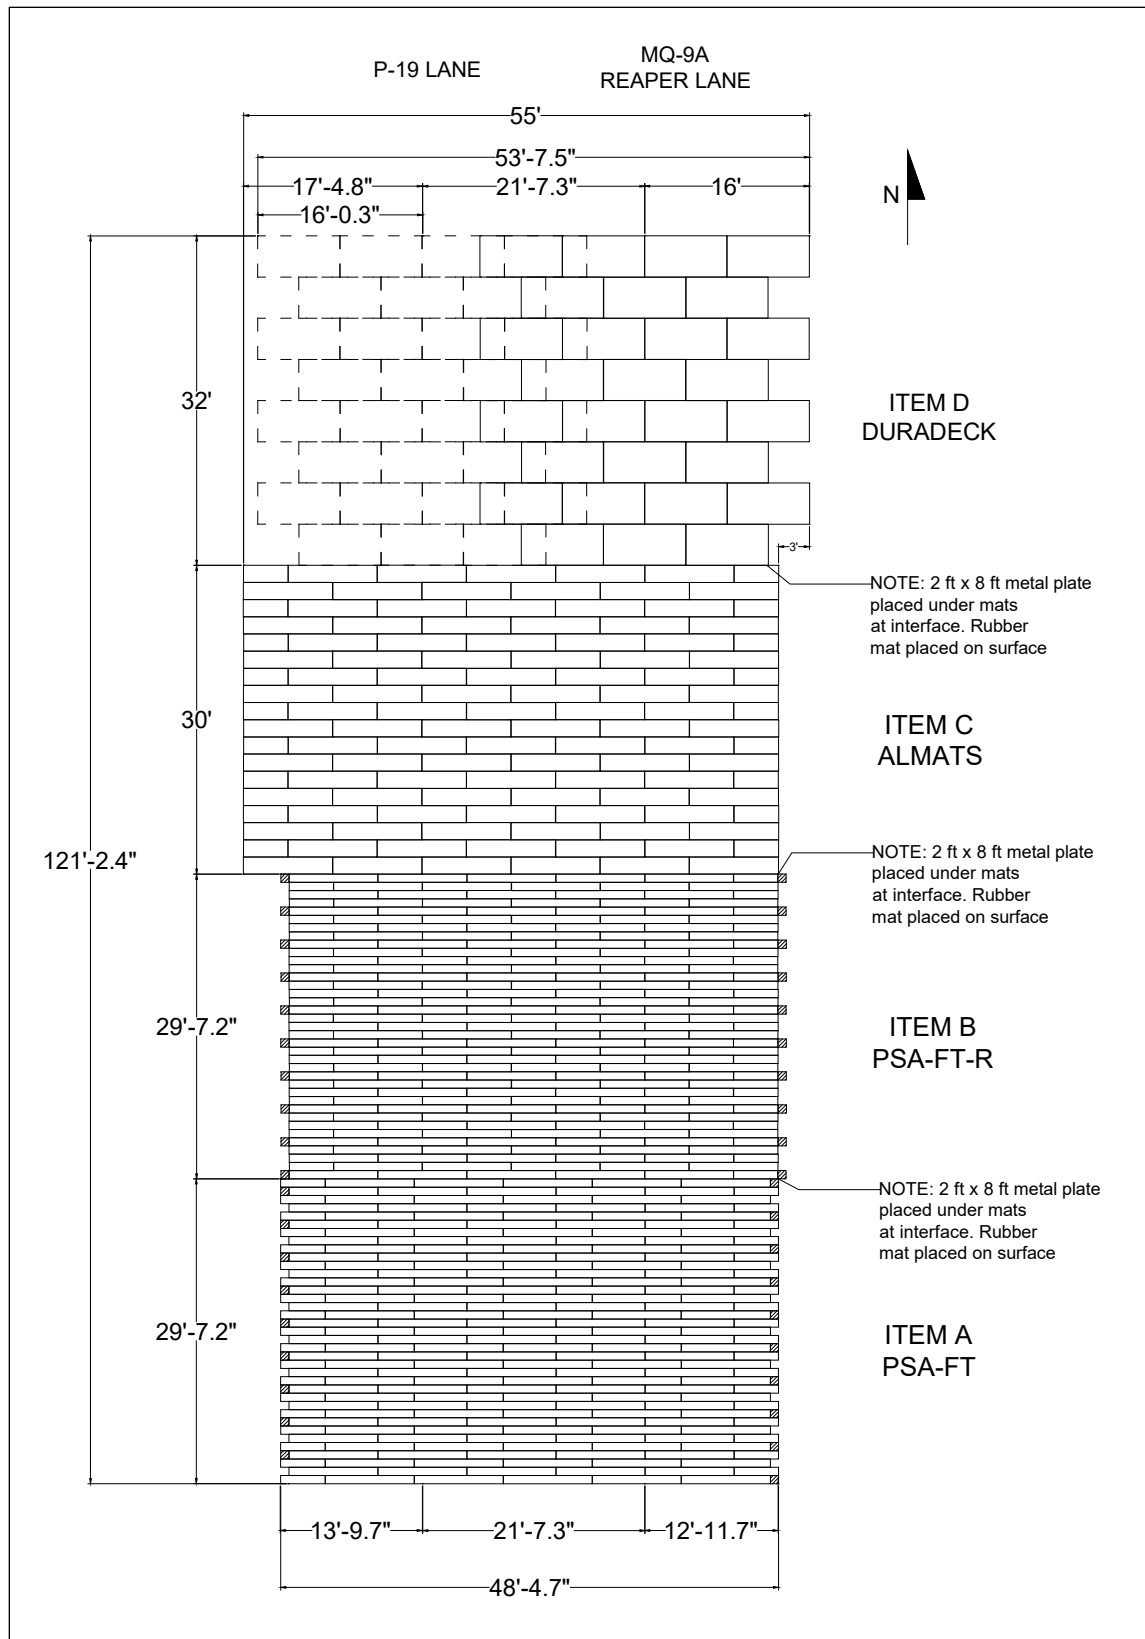 P-19 LANE
MQ-9A
REAPER LANE
55'
53'-7.5"
17'-4.8"
21'-7.3"
16'
16'-0.3"
N
32'
ITEM D
DURADECK
3'
NOTE: 2 ft x 8 ft metal plate
placed under mats
at interface. Rubber
mat placed on surface
30'
ITEM C
ALMATS
121'-2.4"
NOTE: 2 ft x 8 ft metal plate
placed under mats
at interface. Rubber
mat placed on surface
29'-7.2"
ITEM B
PSA-FT-R
NOTE: 2 ft x 8 ft metal plate
placed under mats
at interface. Rubber
mat placed on surface
29'-7.2"
ITEM A
PSA-FT
13'-9.7"
21'-7.3"
12'-11.7"
48'-4.7"